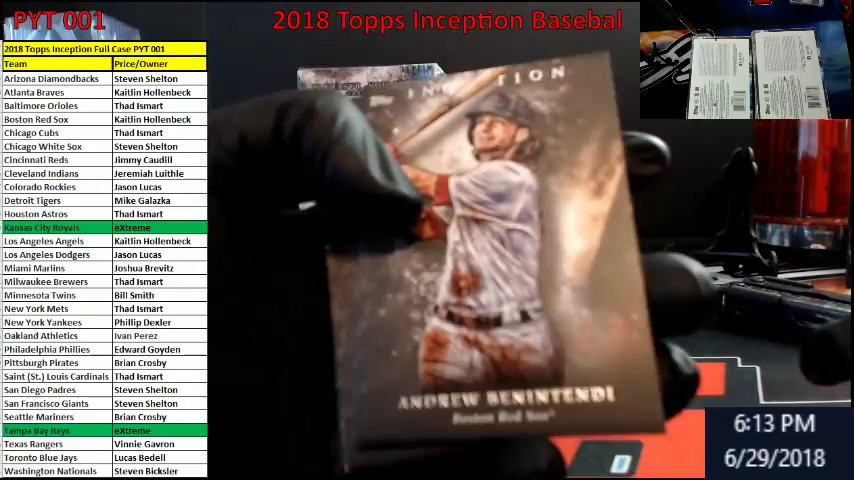 PYT 001
2018 Topps Inception Basebal
2018 Topps Inception Full Case PYT 001
Team Price/Owner
Arizona Diamondbacks Steven Shelton
Atlanta Braves Kaitlin Hollenbeck
Baltimore Orioles Thad Ismart
Boston Red Sox Kaitlin Hollenbeck
Chicago Cubs Thad Ismart
Chicago White Sox Steven Shelton
Cincinnati Reds Jimmy Caudill
Cleveland Indians Jeremiah Luithle
Colorado Rockies Jason Lucas
Detroit Tigers Mike Galazka
Houston Astros Thad Ismart
Kansas City Royals eXtreme
Los Angeles Angels Kaitlin Hollenbeck
Los Angeles Dodgers Jason Lucas
Miami Marlins Joshua Brevitz
Milwaukee Brewers Thad Ismart
Minnesota Twins Bill Smith
New York Mets Thad Ismart
New York Yankees Phillip Dexler
Oakland Athletics Ivan Perez
Philadelphia Phillies Edward Goyden
Pittsburgh Pirates Brian Crosby
Saint (St.) Louis Cardinals Thad Ismart
San Diego Padres Steven Shelton
San Francisco Giants Steven Shelton
Seattle Mariners Brian Crosby
Tampa Bay Rays eXtreme
Texas Rangers Vinnie Gavron
Toronto Blue Jays Lucas Bedell
Washington Nationals Steven Bicksler
ANDREW BENINTENDI
Boston Red Sox
6:13 PM
6/29/2018